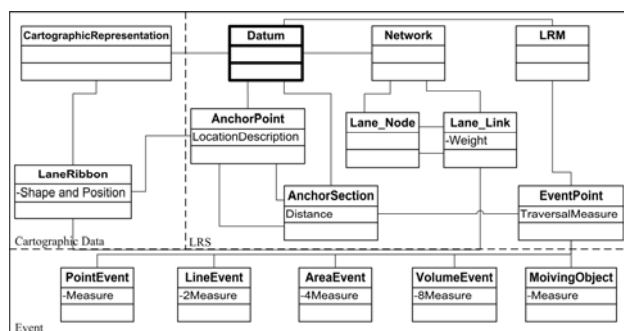 CartographicRepresentation
Datum
Network
LRM
AnchorPoint
LocationDescription
Lane_Node
Lane_Link
-Weight
LaneRibbon
-Shape and Position
AnchorSection
Distance
EventPoint
TraversalMeasure
Cartographic Data
LRS
PointEvent
-Measure
LineEvent
-2Measure
AreaEvent
-4Measure
VolumeEvent
-8Measure
MoivingObject
-Measure
Event